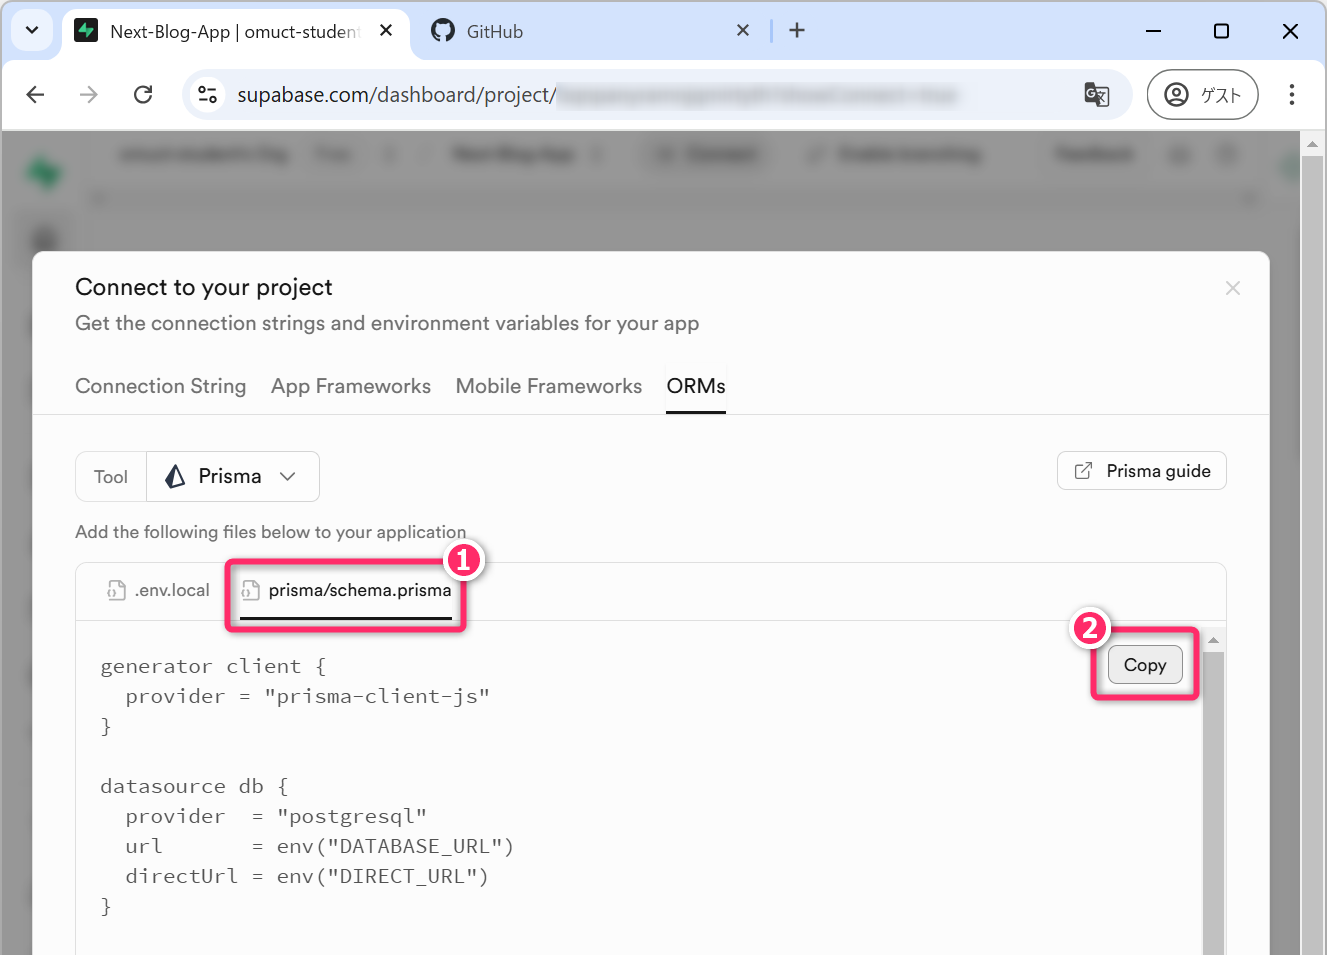 Next-Blog-App | omuct-student
GitHub
supabase.com/dashboard/project/
ゲスト
Connect to your project
Get the connection strings and environment variables for your app
Connection String App Frameworks Mobile Frameworks ORMs
Tool Prisma
Prisma guide
Add the following files below to your application
1
.env.local prisma/schema.prisma
2
Copy
generator client {
  provider = "prisma-client-js"
}
datasource db {
  provider  = "postgresql"
  url       = env("DATABASE_URL")
  directUrl = env("DIRECT_URL")
}